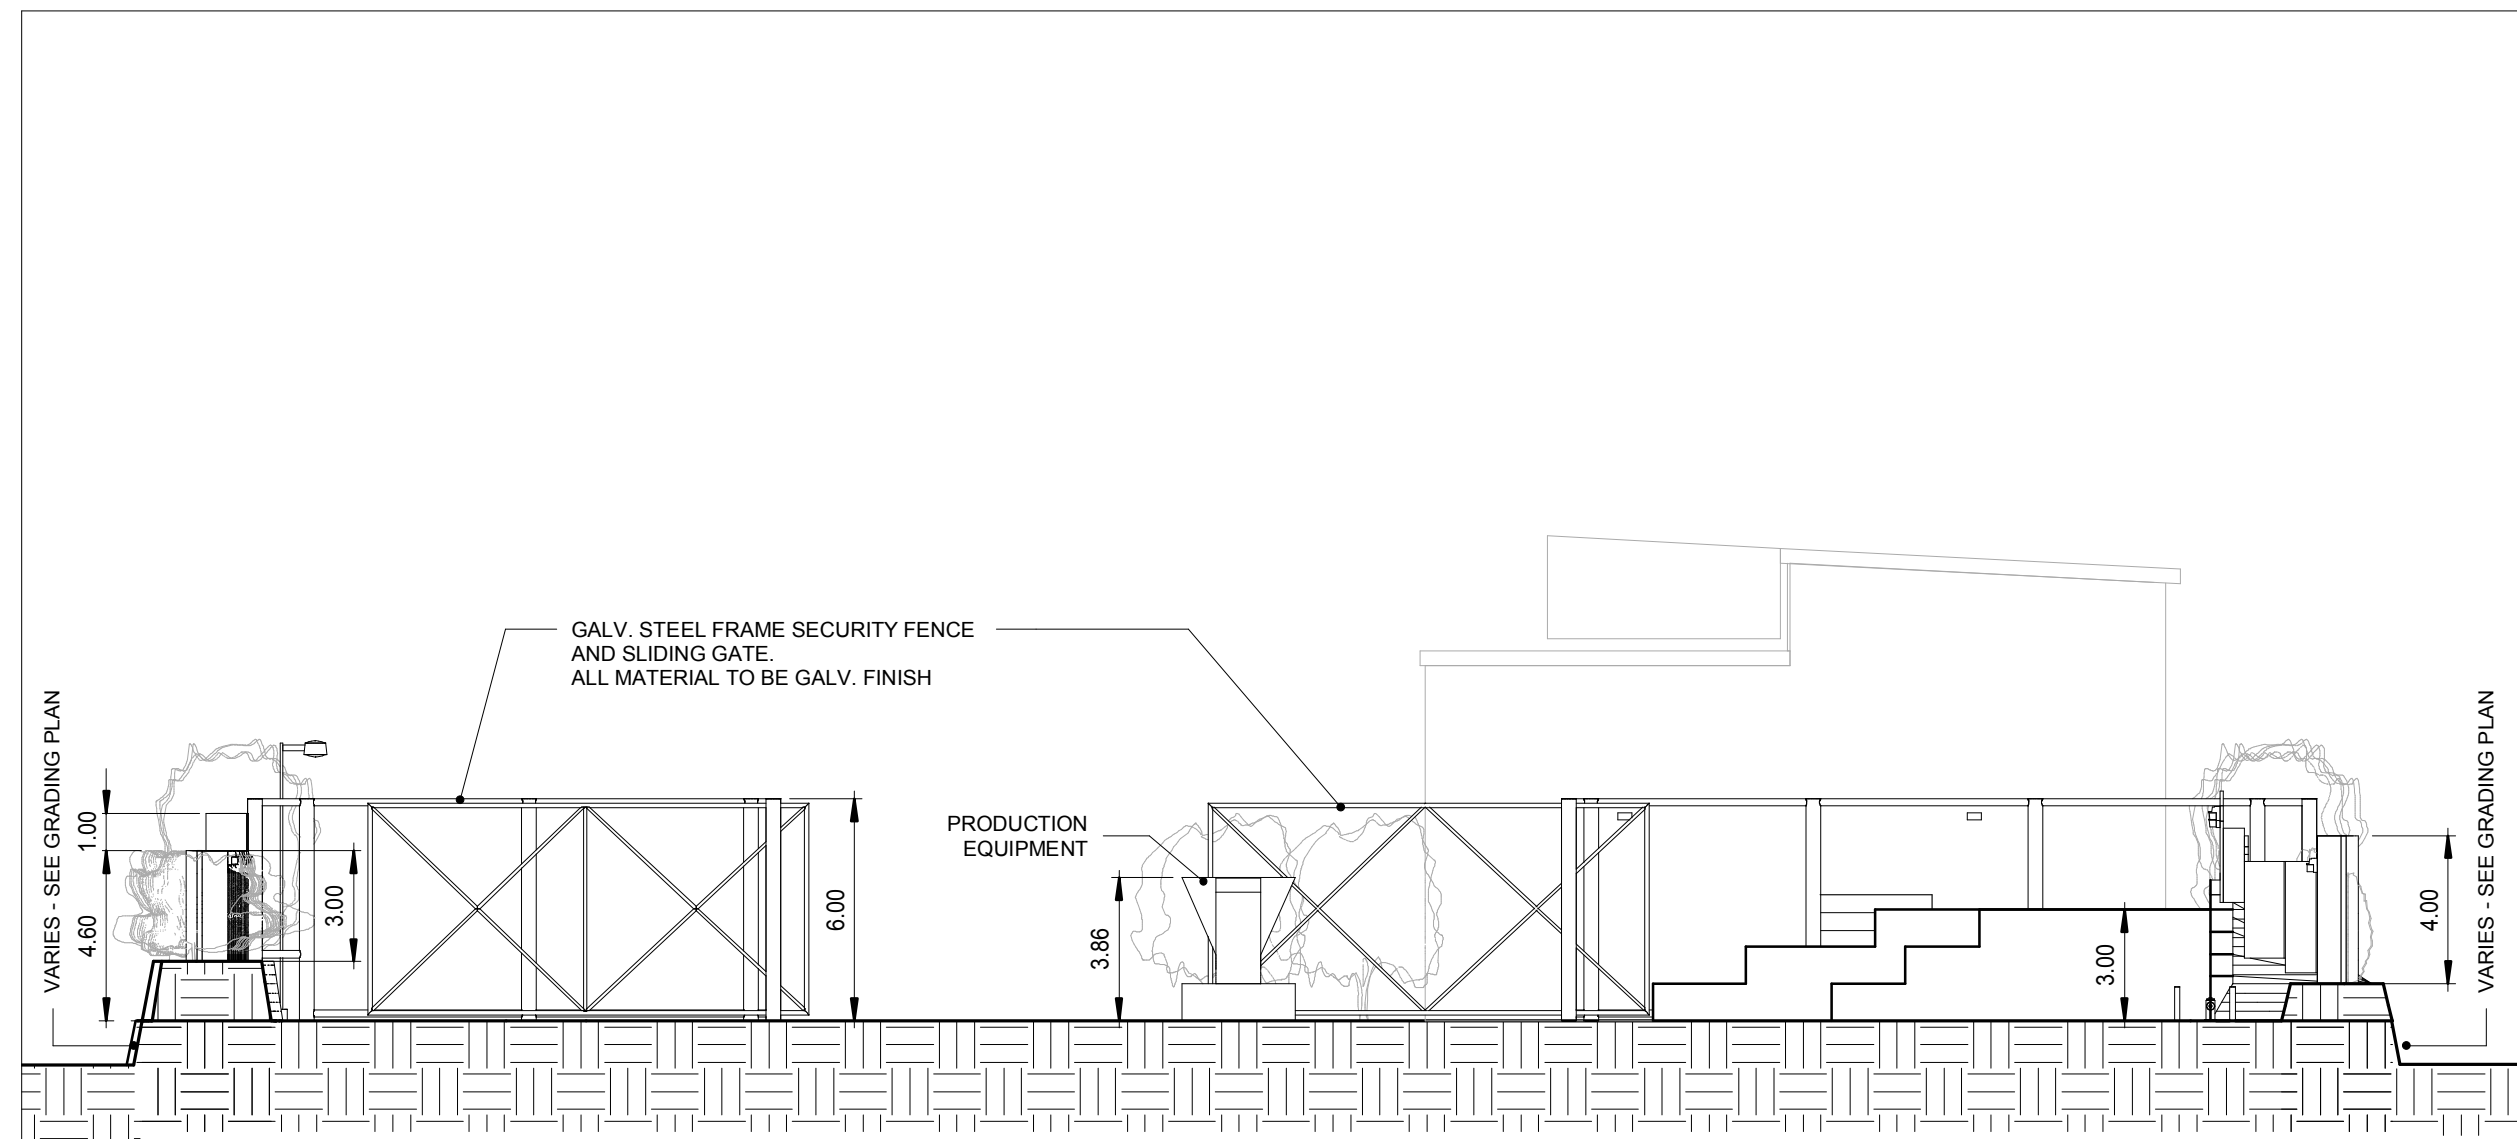 GALV. STEEL FRAME SECURITY FENCE
AND SLIDING GATE.
ALL MATERIAL TO BE GALV. FINISH
VARIES - SEE GRADING PLAN
1.00
4.60
3.00
6.00
PRODUCTION
EQUIPMENT
3.86
3.00
4.00
VARIES - SEE GRADING PLAN